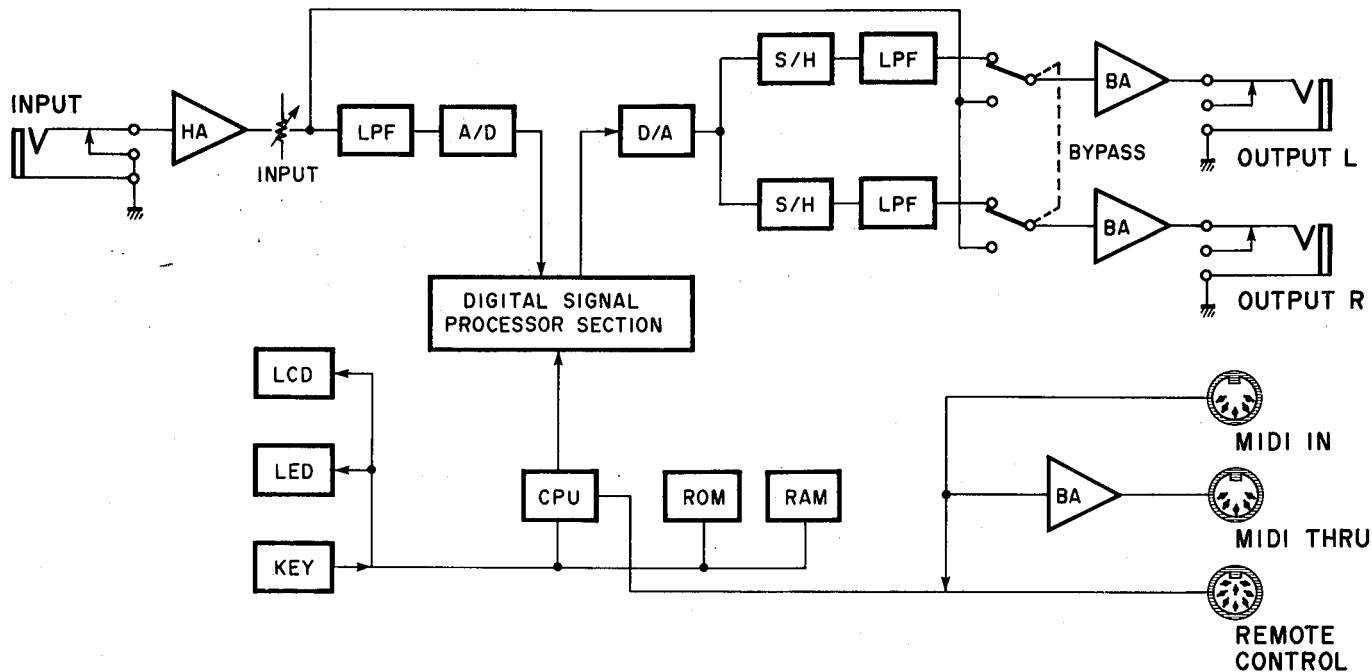 INPUT
HA
INPUT
LPF
A/D
D/A
S/H
LPF
S/H
LPF
BYPASS
BA
BA
OUTPUT L
OUTPUT R
DIGITAL SIGNAL
PROCESSOR SECTION
LCD
LED
KEY
CPU
ROM
RAM
BA
MIDI IN
MIDI THRU
REMOTE
CONTROL